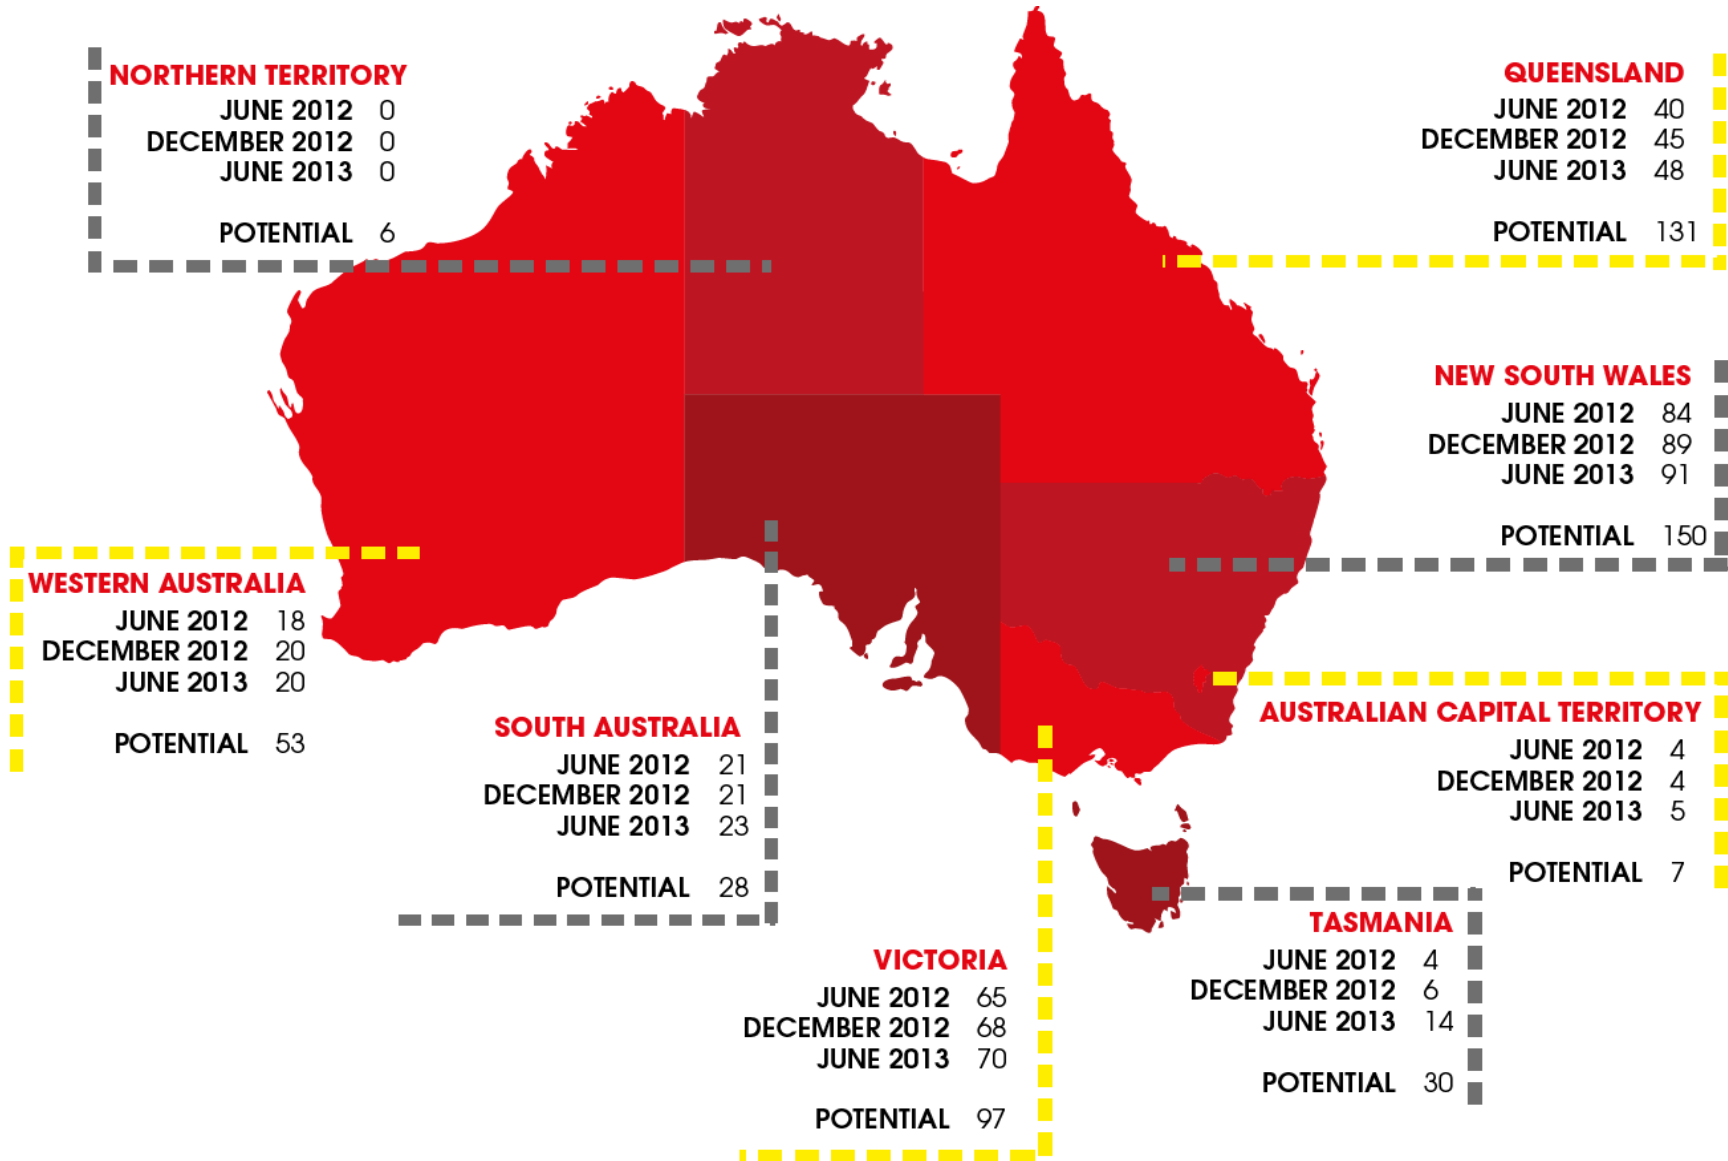 NORTHERN TERRITORY
JUNE 2012 0
DECEMBER 2012 0
JUNE 2013 0
POTENTIAL 6
QUEENSLAND
JUNE 2012 40
DECEMBER 2012 45
JUNE 2013 48
POTENTIAL 131
NEW SOUTH WALES
JUNE 2012 84
DECEMBER 2012 89
JUNE 2013 91
POTENTIAL 150
WESTERN AUSTRALIA
JUNE 2012 18
DECEMBER 2012 20
JUNE 2013 20
POTENTIAL 53
SOUTH AUSTRALIA
JUNE 2012 21
DECEMBER 2012 21
JUNE 2013 23
POTENTIAL 28
AUSTRALIAN CAPITAL TERRITORY
JUNE 2012 4
DECEMBER 2012 4
JUNE 2013 5
POTENTIAL 7
VICTORIA
JUNE 2012 65
DECEMBER 2012 68
JUNE 2013 70
POTENTIAL 97
TASMANIA
JUNE 2012 4
DECEMBER 2012 6
JUNE 2013 14
POTENTIAL 30